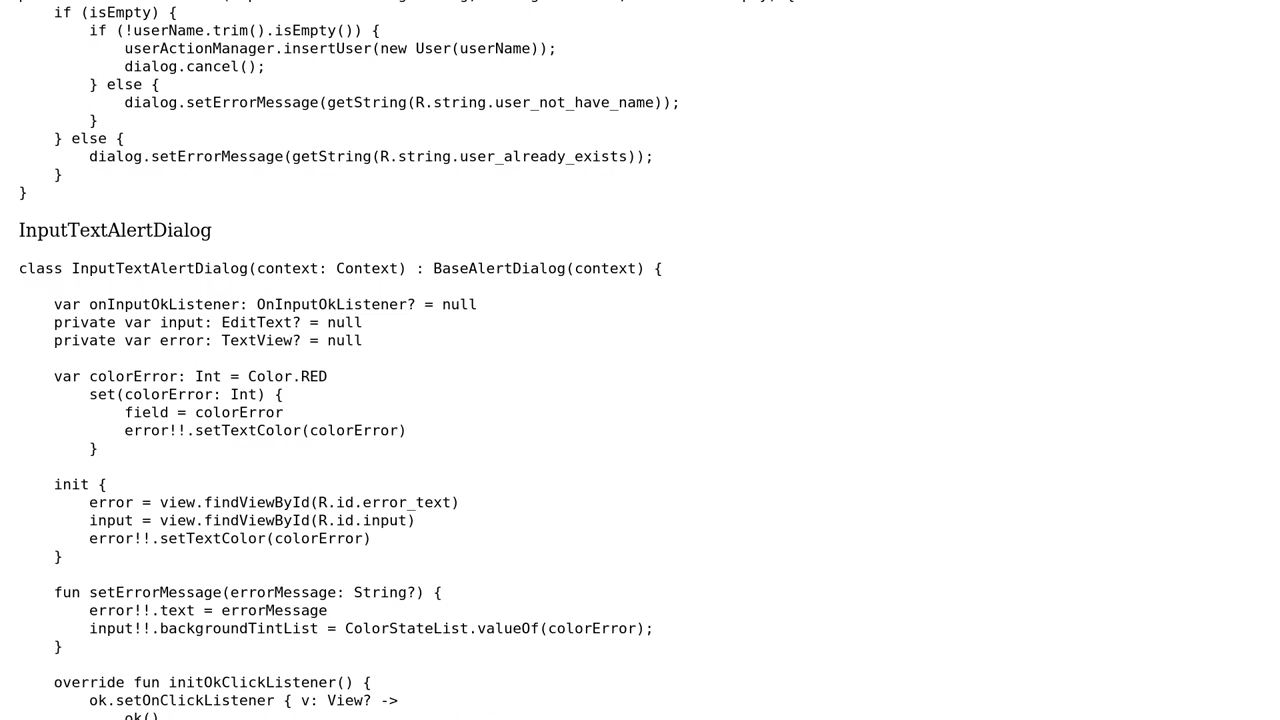 if (isEmpty) {
if (!userName.trim().isEmpty()) {
userActionManager.insertUser(new User(userName));
dialog.cancel();
} else {
dialog.setErrorMessage(getString(R.string.user_not_have_name));
}
} else {
dialog.setErrorMessage(getString(R.string.user_already_exists));
}
}
InputTextAlertDialog
class InputTextAlertDialog(context: Context) : BaseAlertDialog(context) {
var onInputOkListener: OnInputOkListener? = null
private var input: EditText? = null
private var error: TextView? = null
var colorError: Int = Color.RED
set(colorError: Int) {
field = colorError
error!!.setTextColor(colorError)
}
init {
error = view.findViewById(R.id.error_text)
input = view.findViewById(R.id.input)
error!!.setTextColor(colorError)
}
fun setErrorMessage(errorMessage: String?) {
error!!.text = errorMessage
input!!.backgroundTintList = ColorStateList.valueOf(colorError);
}
override fun initOkClickListener() {
ok.setOnClickListener { v: View? ->
ok()